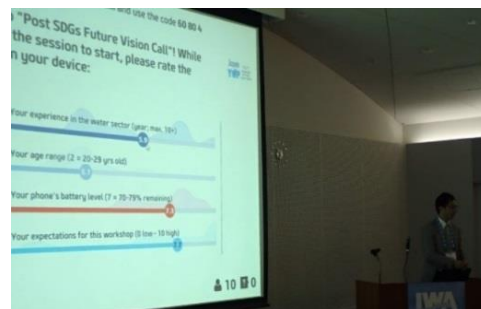 and use the code 60 80 4
"Post SDGs Future Vision Call"! While
the session to start, please rate the
n your device:
Your experience in the water sector (year; max. 10+)
Your age range (2 = 20-29 yrs old)
Your phone's battery level (7 = 70-79% remaining)
Your expectations for this workshop (0 low - 10 high)
10 0
IWA